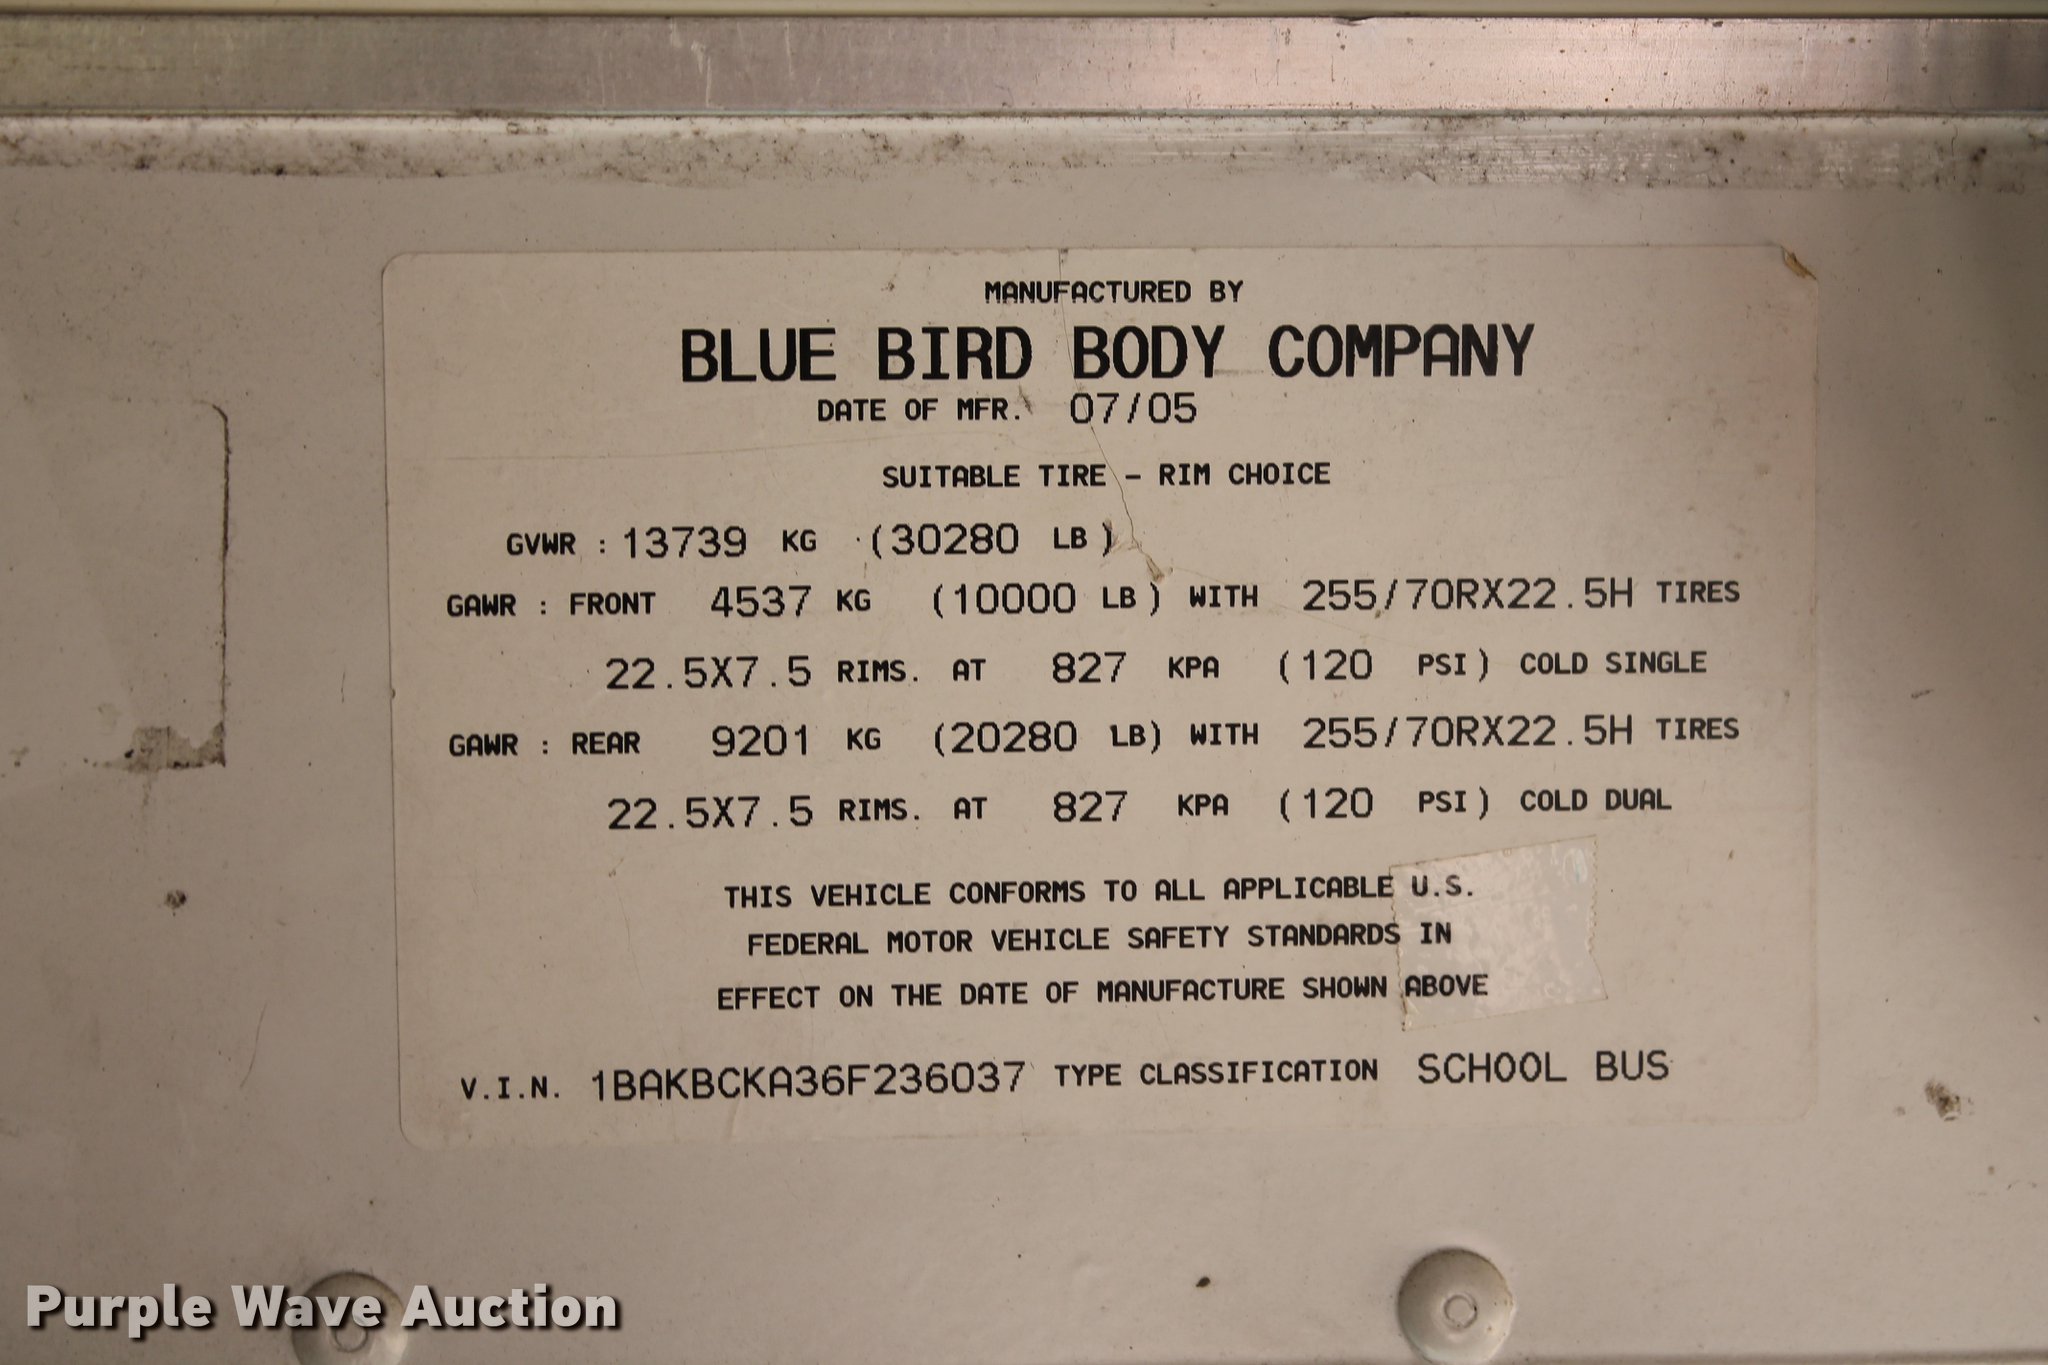 MANUFACTURED BY
BLUE BIRD BODY COMPANY
DATE OF MFR. 07/05
SUITABLE TIRE - RIM CHOICE
GVWR : 13739 KG (30280 LB)
GAWR : FRONT 4537 KG (10000 LB) WITH 255/70RX22.5H TIRES
22.5X7.5 RIMS. AT 827 KPA (120 PSI) COLD SINGLE
GAWR : REAR 9201 KG (20280 LB) WITH 255/70RX22.5H TIRES
22.5X7.5 RIMS. AT 827 KPA (120 PSI) COLD DUAL
THIS VEHICLE CONFORMS TO ALL APPLICABLE U.S.
FEDERAL MOTOR VEHICLE SAFETY STANDARDS IN
EFFECT ON THE DATE OF MANUFACTURE SHOWN ABOVE
V.I.N. 1BAKBCKA36F236037 TYPE CLASSIFICATION SCHOOL BUS
Purple Wave Auction